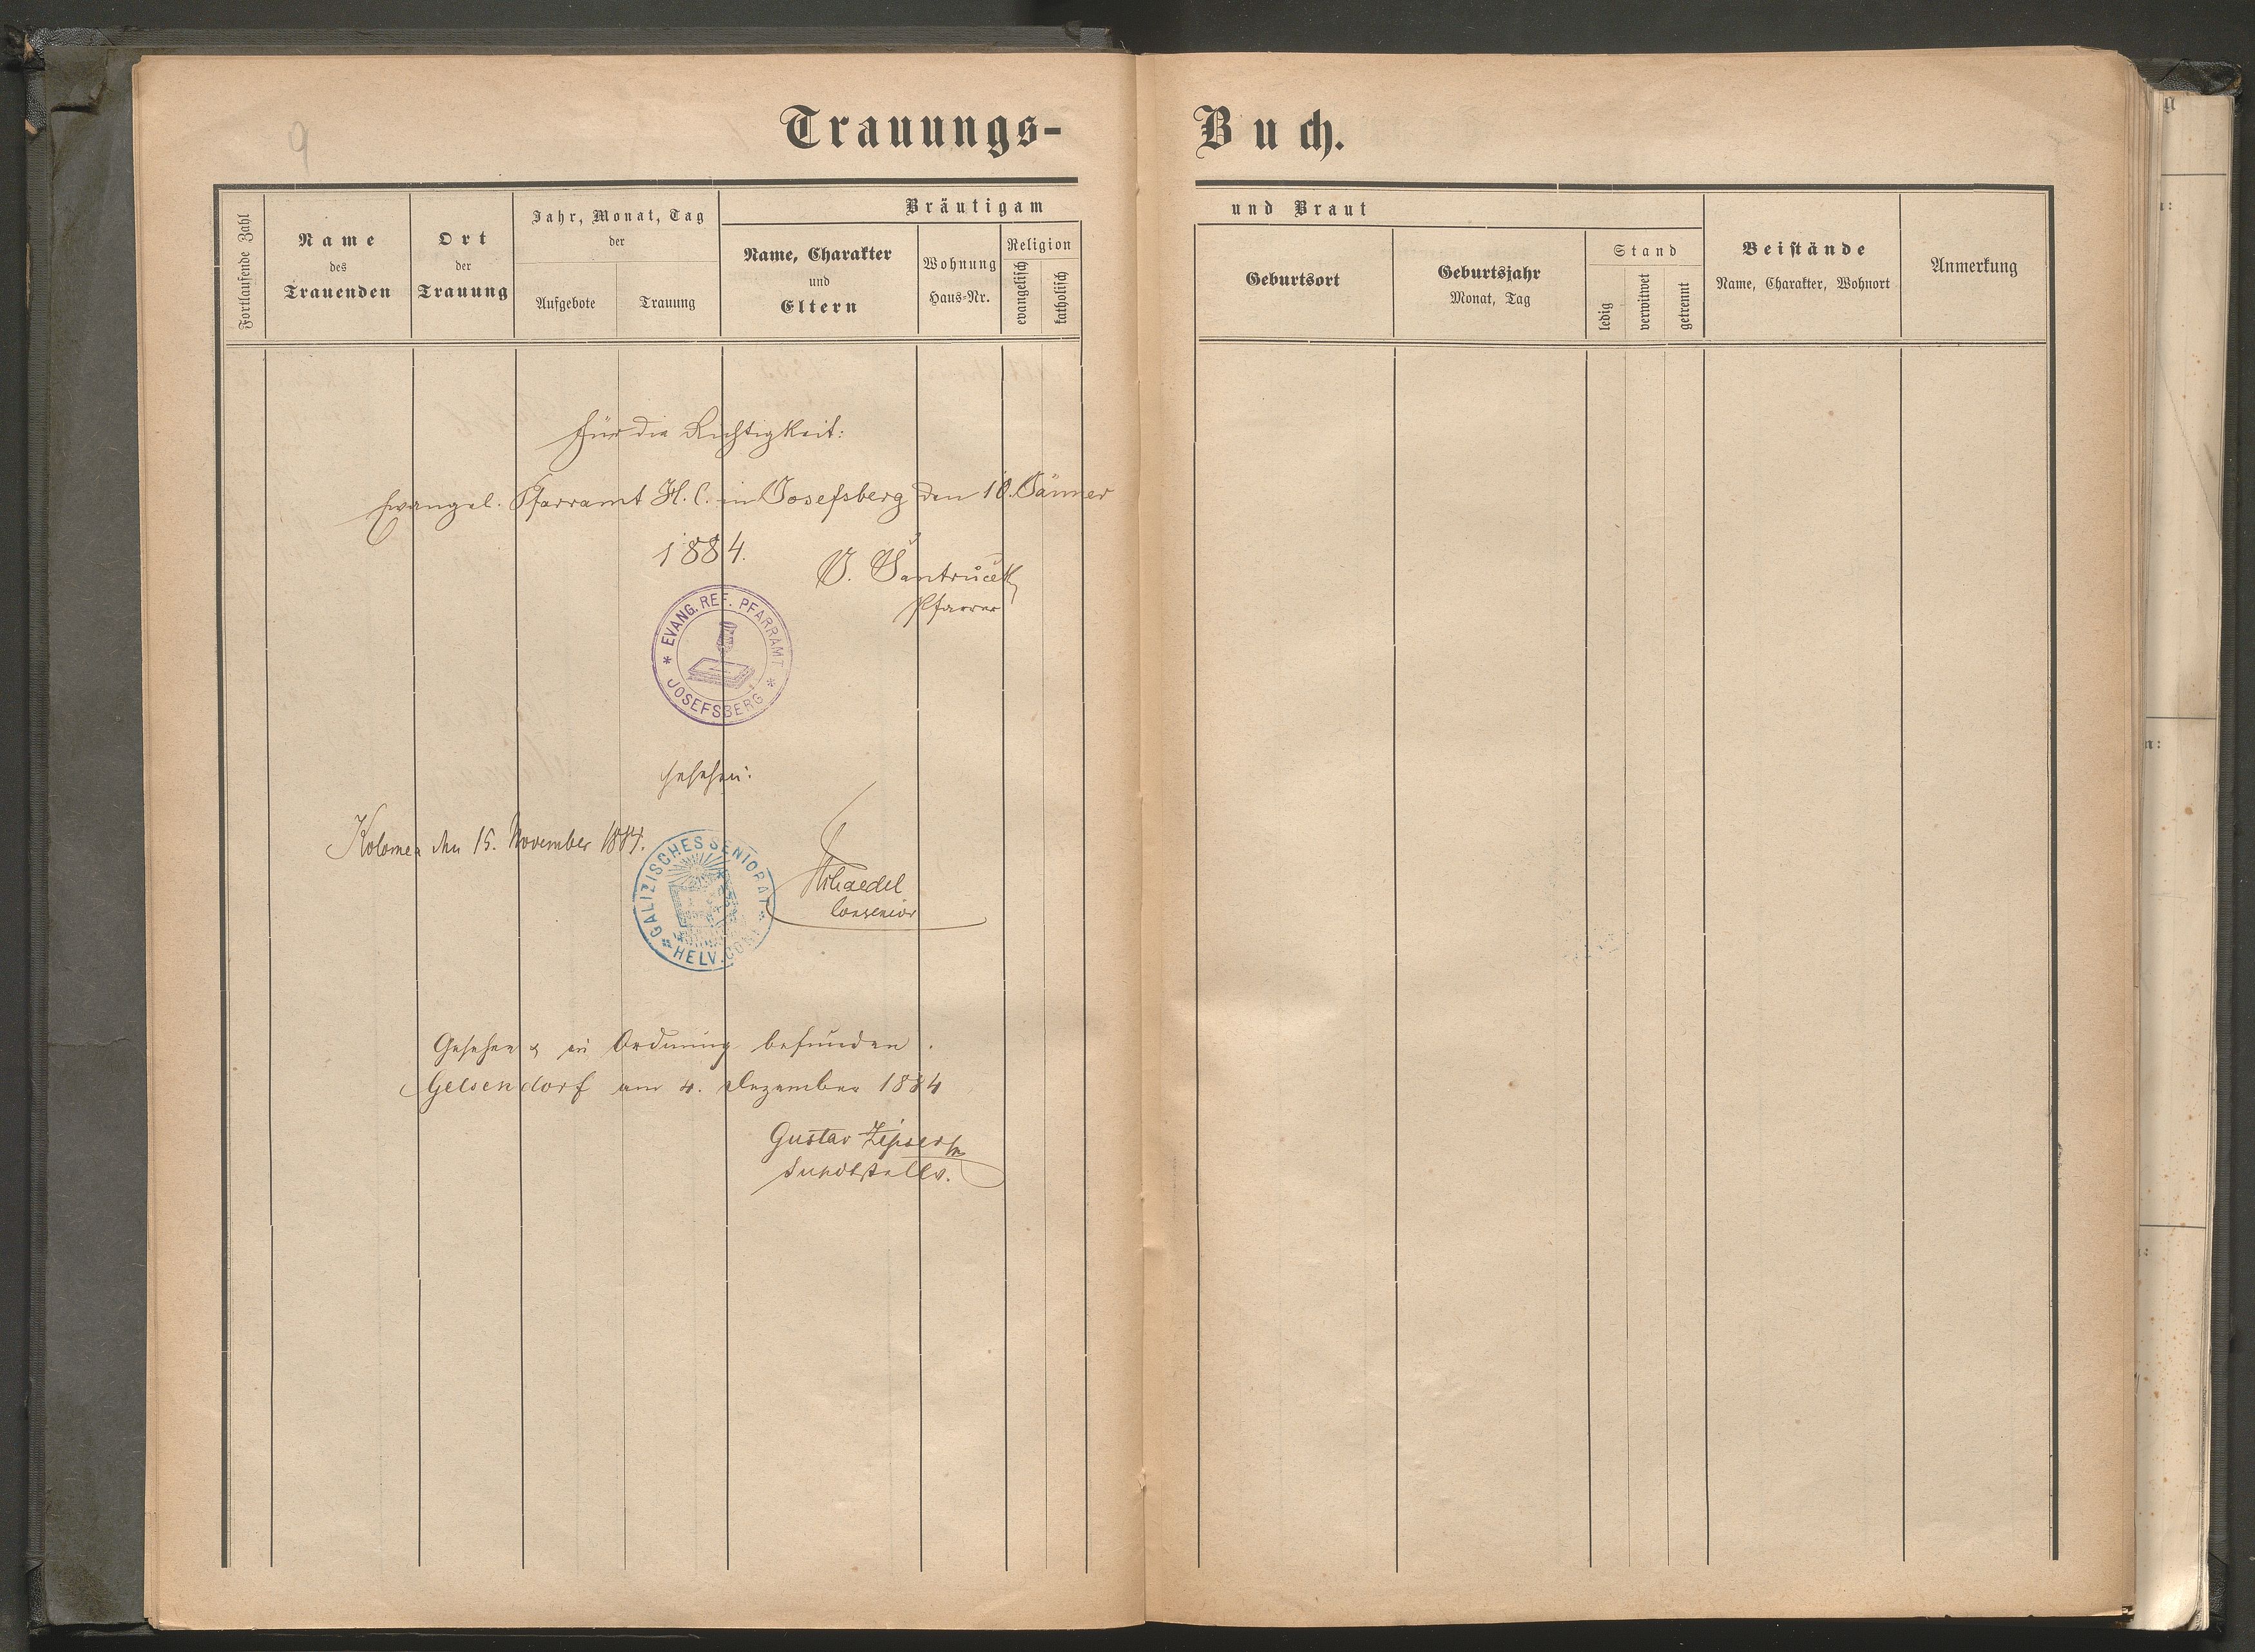 9
Trauungs-
Buch.
Fortlaufende Zahl
Name
des
Trauenden
Ort
der
Trauung
Jahr, Monat, Tag
der
Aufgebote
Trauung
Bräutigam
Name, Charakter
und
Eltern
Wohnung
Haus-Nr.
Religion
evangelisch
katholisch
und Braut
Geburtsort
Geburtsjahr
Monat, Tag
Stand
ledig
verwitwet
getrennt
Beistände
Name, Charakter, Wohnort
Anmerkung
Für die Richtigkeit:
Evangel. Pfarramt H. C. in Josefsberg den 10. Jänner
1884.
Pfarrer
* EVANG. REF. PFARRAMT *
JOSEFSBERG
Gesehen:
Kolomea den 15. November 1884.
GALIZISCHES SENIORAT
* HELV. CONF. *
Consenior
Gesehen & in Ordnung befunden.
Gelsendorf am 4. Dezember 1884
Gustav Zipser